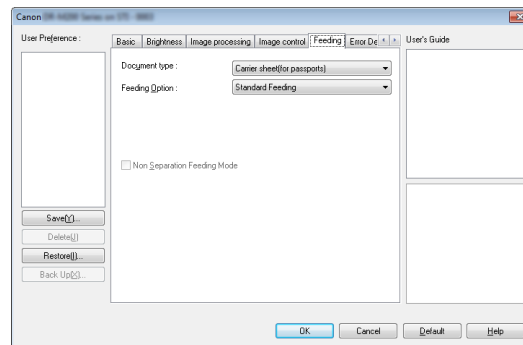 Canon
User Preference :
Basic
Brightness
Image processing
Image control
Feeding
Error De
User's Guide
Document type :
Carrier sheet(for passports)
Feeding Option :
Standard Feeding
Non Separation Feeding Mode
Save(Y)...
Delete(J)
Restore(I)...
Back Up(X)...
OK
Cancel
Default
Help